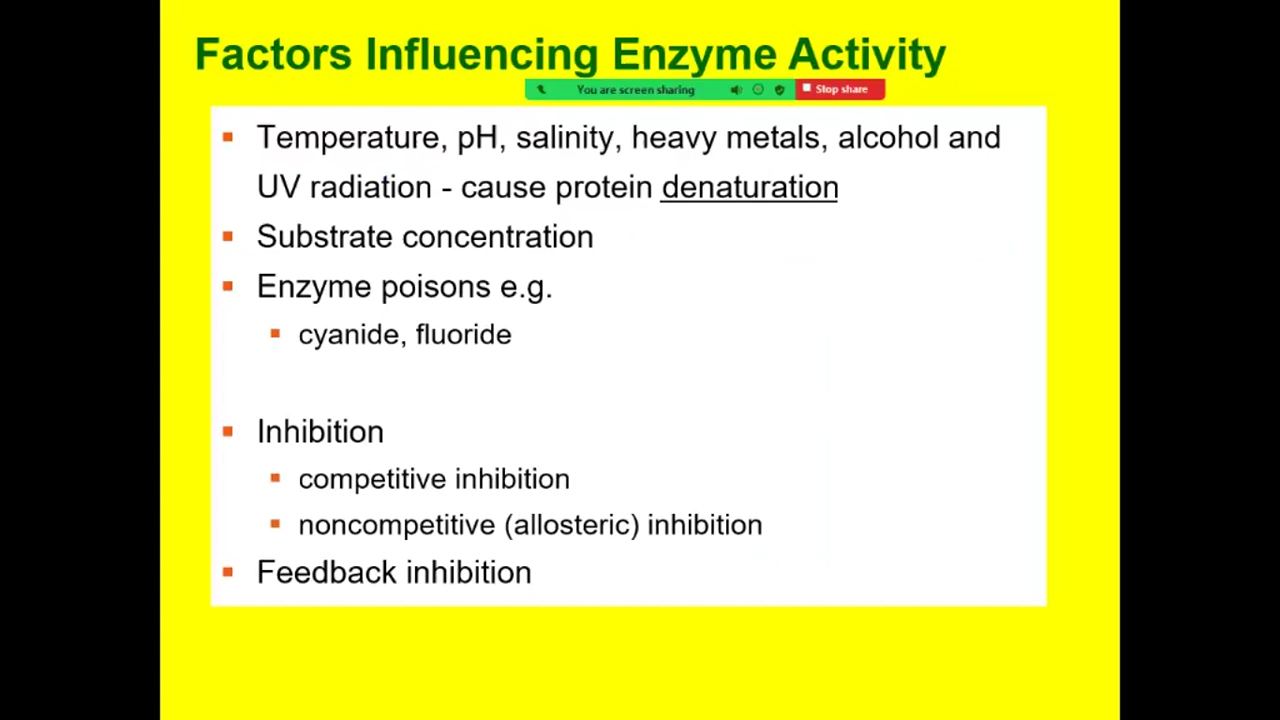 Factors Influencing Enzyme Activity
You are screen sharing
Stop share
Temperature, pH, salinity, heavy metals, alcohol and
UV radiation - cause protein denaturation
Substrate concentration
Enzyme poisons e.g.
cyanide, fluoride
Inhibition
competitive inhibition
noncompetitive (allosteric) inhibition
Feedback inhibition